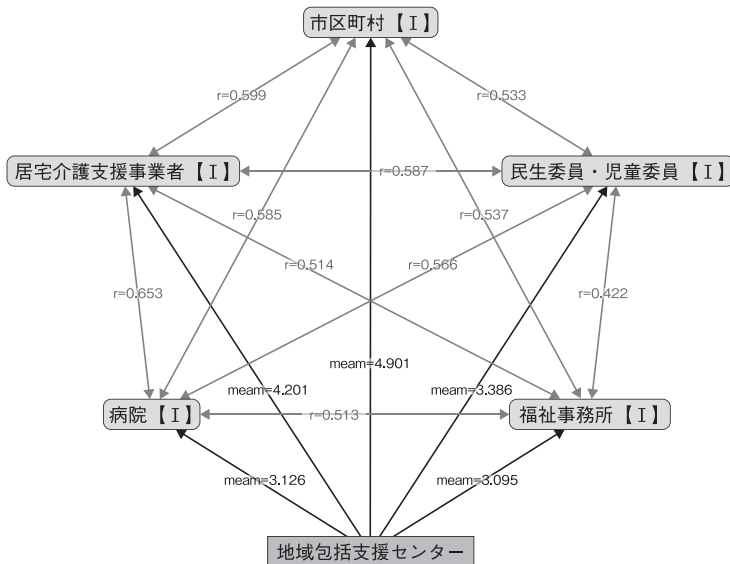 市区町村【Ⅰ】
r=0.599
r=0.533
居宅介護支援事業者【Ⅰ】
r=0.587
民生委員・児童委員【Ⅰ】
r=0.585
r=0.537
r=0.514
r=0.566
r=0.653
r=0.422
meam=4.901
meam=4.201
meam=3.386
病院【Ⅰ】
r=0.513
福祉事務所【Ⅰ】
meam=3.126
meam=3.095
地域包括支援センター